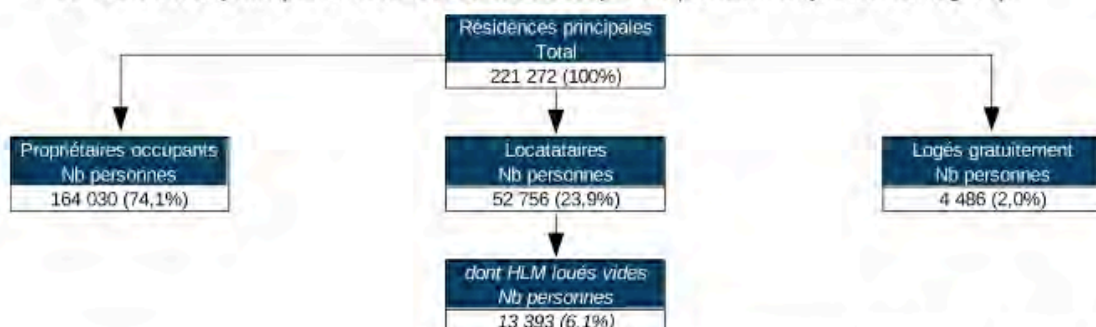 Résidences principales
Total
221 272 (100%)
Propriétaires occupants
Nb personnes
164 030 (74,1%)
Locatataires
Nb personnes
52 756 (23,9%)
Logés gratuitement
Nb personnes
4 486 (2,0%)
dont HLM loués vides
Nb personnes
13 393 (6,1%)